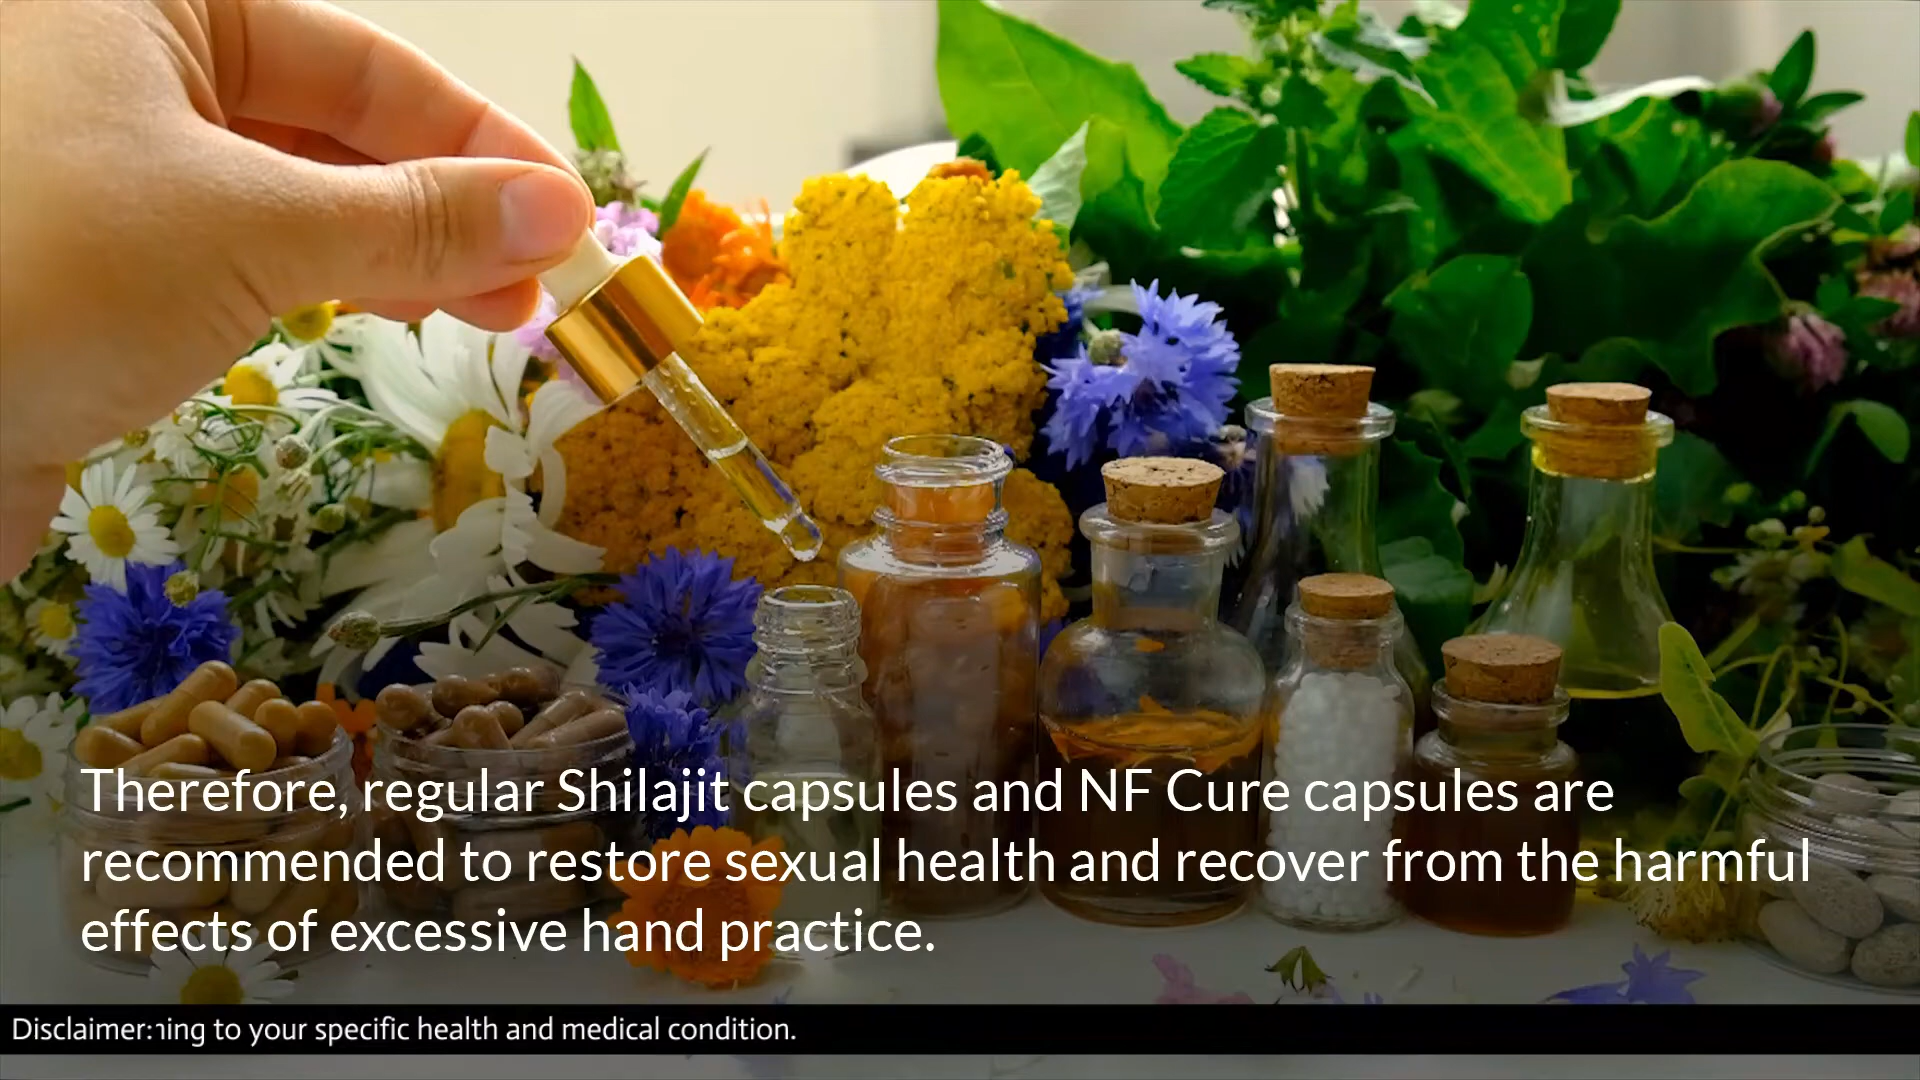 Therefore, regular Shilajit capsules and NF Cure capsules are
recommended to restore sexual health and recover from the harmful
effects of excessive hand practice.
Disclaimer: ing to your specific health and medical condition.